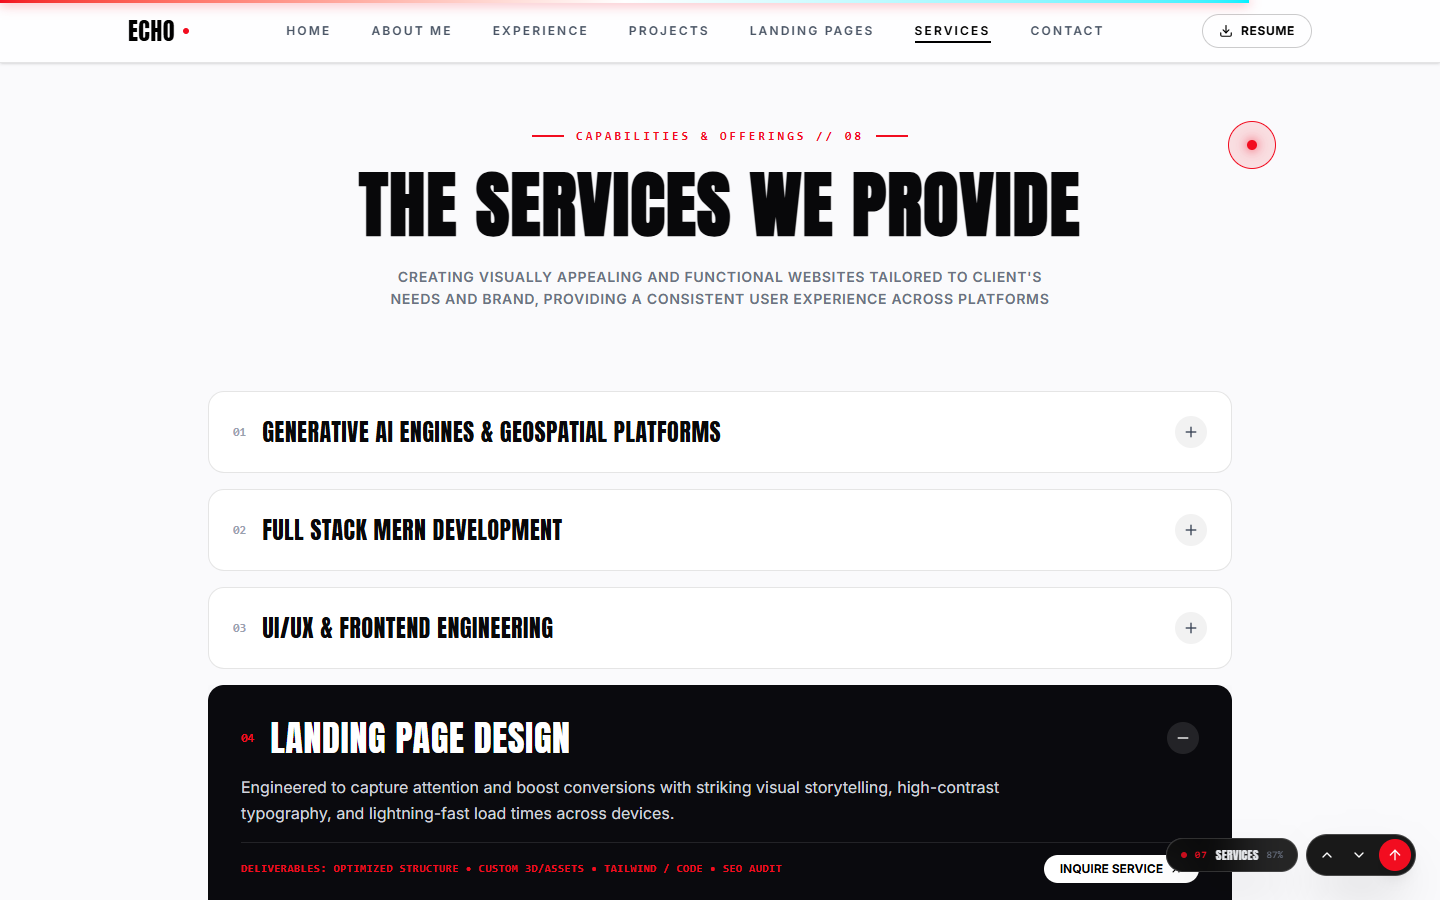 ECHO
HOME
ABOUT ME
EXPERIENCE
PROJECTS
LANDING PAGES
SERVICES
CONTACT
RESUME
CAPABILITIES & OFFERINGS // 08
THE SERVICES WE PROVIDE
CREATING VISUALLY APPEALING AND FUNCTIONAL WEBSITES TAILORED TO CLIENT'S
NEEDS AND BRAND, PROVIDING A CONSISTENT USER EXPERIENCE ACROSS PLATFORMS
01 GENERATIVE AI ENGINES & GEOSPATIAL PLATFORMS
02 FULL STACK MERN DEVELOPMENT
03 UI/UX & FRONTEND ENGINEERING
04 LANDING PAGE DESIGN
Engineered to capture attention and boost conversions with striking visual storytelling, high-contrast
typography, and lightning-fast load times across devices.
DELIVERABLES: OPTIMIZED STRUCTURE • CUSTOM 3D/ASSETS • TAILWIND / CODE • SEO AUDIT
INQUIRE SERVICE
07 SERVICES 87%